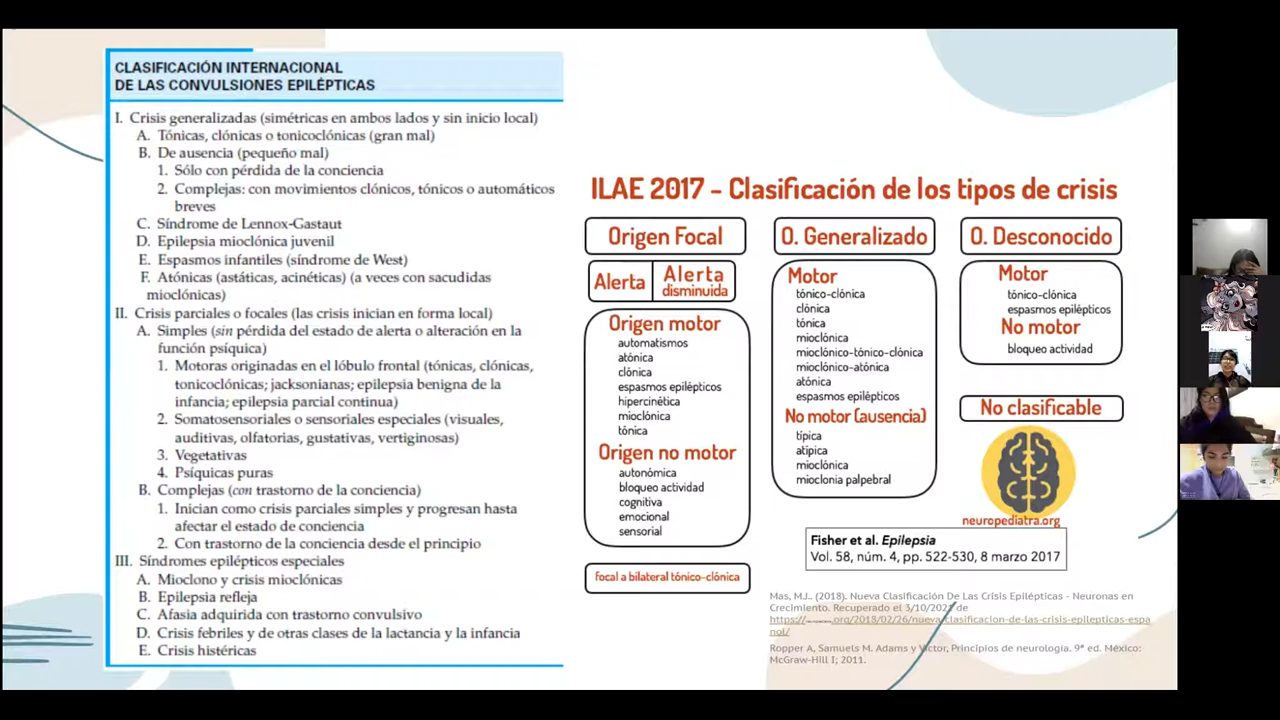 CLASIFICACIÓN INTERNACIONAL
DE LAS CONVULSIONES EPILÉPTICAS
I. Crisis generalizadas (simétricas en ambos lados y sin inicio local)
A. Tónicas, clónicas o tonicoclónicas (gran mal)
B. De ausencia (pequeño mal)
1. Sólo con pérdida de la conciencia
2. Complejas: con movimientos clónicos, tónicos o automáticos
breves
C. Síndrome de Lennox-Gastaut
D. Epilepsia mioclónica juvenil
E. Espasmos infantiles (síndrome de West)
F. Atónicas (astáticas, acinéticas) (a veces con sacudidas
mioclónicas)
II. Crisis parciales o focales (las crisis inician en forma local)
A. Simples (sin pérdida del estado de alerta o alteración en la
función psíquica)
1. Motoras originadas en el lóbulo frontal (tónicas, clónicas,
tonicoclónicas; jacksonianas; epilepsia benigna de la
infancia; epilepsia parcial continua)
2. Somatosensoriales o sensoriales especiales (visuales,
auditivas, olfatorias, gustativas, vertiginosas)
3. Vegetativas
4. Psíquicas puras
B. Complejas (con trastorno de la conciencia)
1. Inician como crisis parciales simples y progresan hasta
afectar el estado de conciencia
2. Con trastorno de la conciencia desde el principio
III. Síndromes epilépticos especiales
A. Mioclono y crisis mioclónicas
B. Epilepsia refleja
C. Afasia adquirida con trastorno convulsivo
D. Crisis febriles y de otras clases de la lactancia y la infancia
E. Crisis histéricas
ILAE 2017 - Clasificación de los tipos de crisis
Origen Focal
Alerta
Alerta
disminuida
Origen motor
automatismos
atónica
clónica
espasmos epilépticos
hipercinética
mioclónica
tónica
Origen no motor
autonómica
bloqueo actividad
cognitiva
emocional
sensorial
focal a bilateral tónico-clónica
O. Generalizado
Motor
tónico-clónica
clónica
tónica
mioclónica
mioclónico-tónico-clónica
mioclónico-atónica
atónica
espasmos epilépticos
No motor (ausencia)
típica
atípica
mioclónica
mioclonia palpebral
O. Desconocido
Motor
tónico-clónica
espasmos epilépticos
No motor
bloqueo actividad
No clasificable
neuropediatra.org
Fisher et al. Epilepsia
Vol. 58, núm. 4, pp. 522-530, 8 marzo 2017
Mas, MJ.. (2018). Nueva Clasificación De Las Crisis Epilépticas - Neuronas en
Crecimiento. Recuperado el 3/10/2021 de
.org/2018/02/26/nueva-clasificacion-de-las-crisis-epilepticas-espa
nol/
Ropper A, Samuels M. Adams y Victor, Principios de neurología. 9ª ed. México:
McGraw-Hill I; 2011.